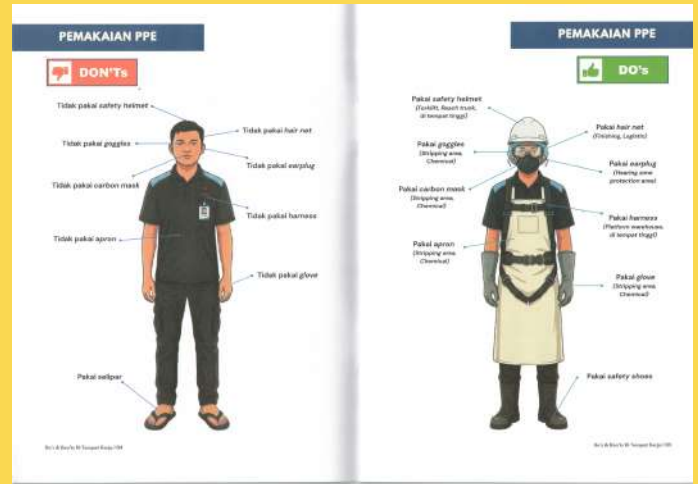 PEMAKAIAN PPE
DON'Ts
Tidak pakai safety helmet
Tidak pakai hair net
Tidak pakai goggles
Tidak pakai earplug
Tidak pakai carbon mask
Tidak pakai harness
Tidak pakai apron
Tidak pakai glove
Pakai selipar
PEMAKAIAN PPE
DO's
Pakai safety helmet
(Forklift, Reach truck,
di tempat tinggi)
Pakai hair net
(Finishing, Logistic)
Pakai goggles
(Stripping area,
Chemical)
Pakai earplug
(Hearing zone
protection area)
Pakai carbon mask
(Stripping area,
Chemical)
Pakai harness
(Platform warehouse,
di tempat tinggi)
Pakai apron
(Stripping area,
Chemical)
Pakai glove
(Stripping area,
Chemical)
Pakai safety shoes